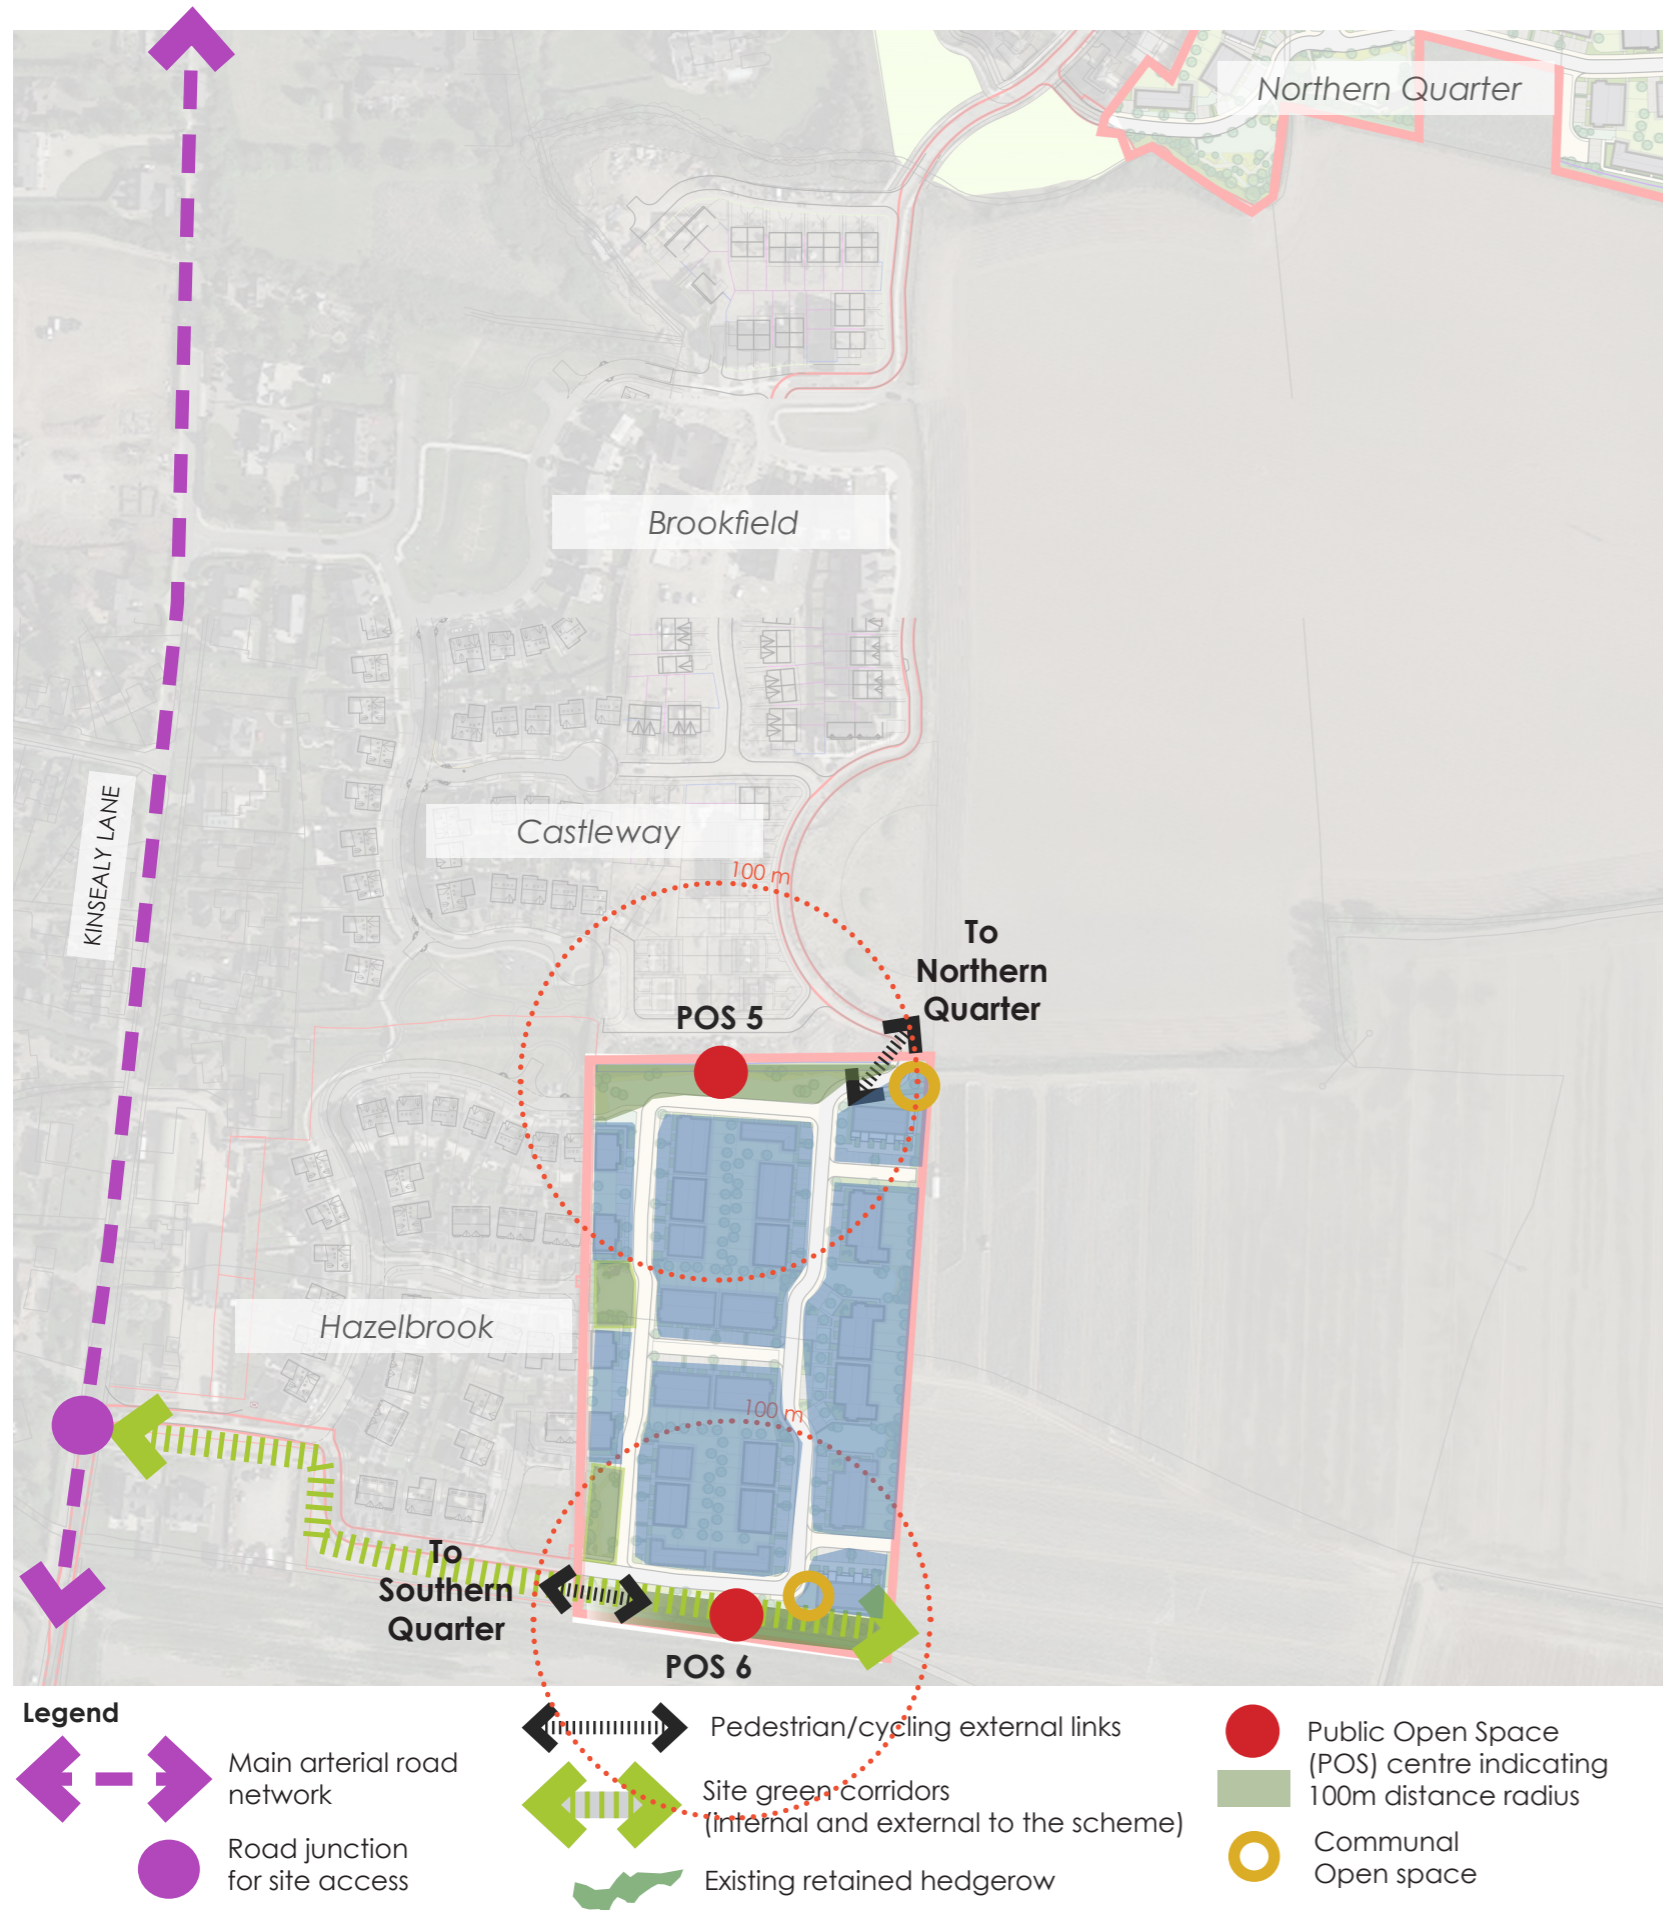 Northern Quarter
Brookfield
KINSEALY LANE
Castleway
100 m
To
Northern
Quarter
POS 5
Hazelbrook
100 m
To
Southern
Quarter
POS 6
Legend
Main arterial road
network
Road junction
for site access
Pedestrian/cycling external links
Site green corridors
(internal and external to the scheme)
Existing retained hedgerow
Public Open Space
(POS) centre indicating
100m distance radius
Communal
Open space